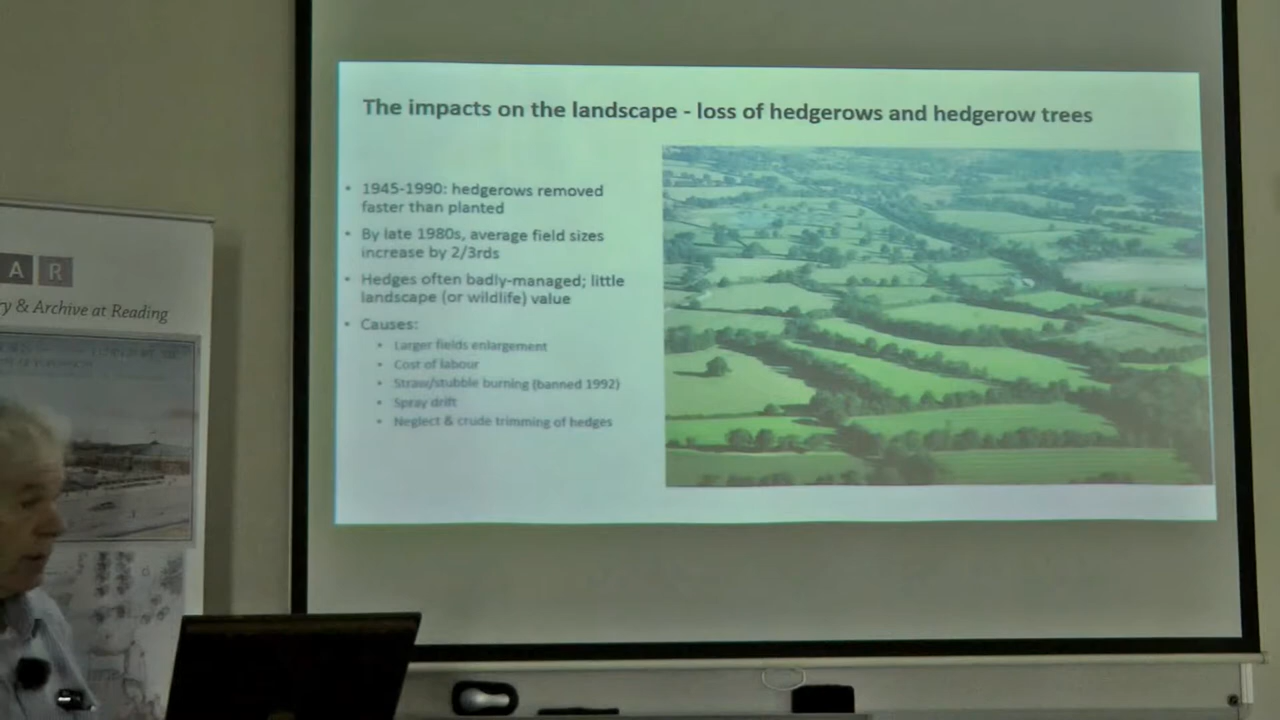 The impacts on the landscape - loss of hedgerows and hedgerow trees
• 1945-1990: hedgerows removed
faster than planted
• By late 1980s, average field sizes
increase by 2/3rds
• Hedges often badly-managed; little
landscape (or wildlife) value
• Causes:
• Larger fields enlargement
• Cost of labour
• Straw/stubble burning (banned 1992)
• Spray drift
• Neglect & crude trimming of hedges
A R
& Archive at Reading